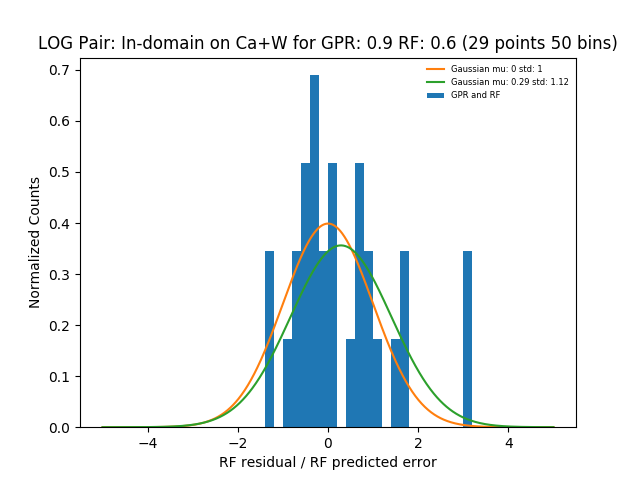 LOG Pair: In-domain on Ca+W for GPR: 0.9 RF: 0.6 (29 points 50 bins)
Gaussian mu: 0 std: 1
Gaussian mu: 0.29 std: 1.12
GPR and RF
0.7
0.6
0.5
0.4
0.3
0.2
0.1
0.0
Normalized Counts
−4 −2 0 2 4
RF residual / RF predicted error